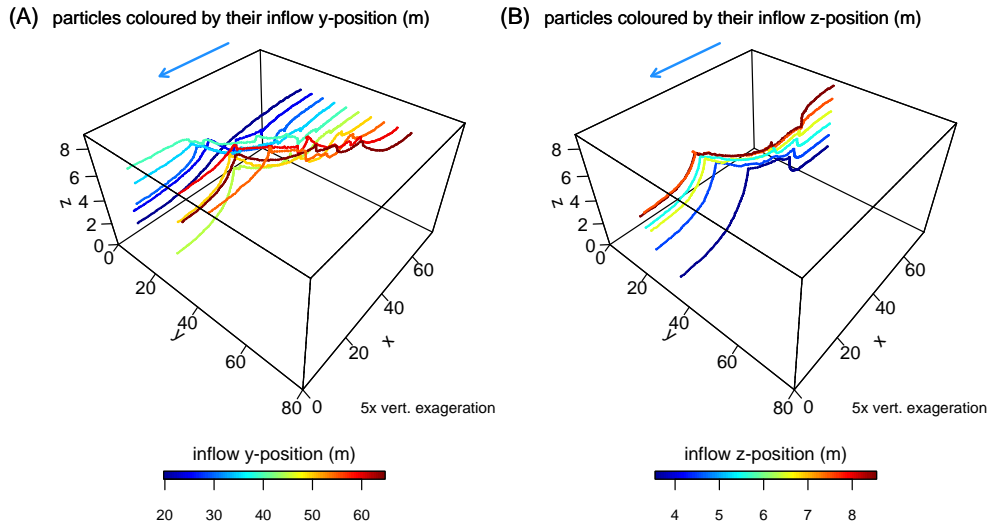 (A) particles coloured by their inflow y-position (m)
8
6
4
2
0
z
0
20
40
60
80
y
0
20
40
60
x
5x vert. exageration
inflow y-position (m)
20 30 40 50 60
(B) particles coloured by their inflow z-position (m)
8
6
4
2
0
z
0
20
40
60
80
y
0
20
40
60
x
5x vert. exageration
inflow z-position (m)
4 5 6 7 8